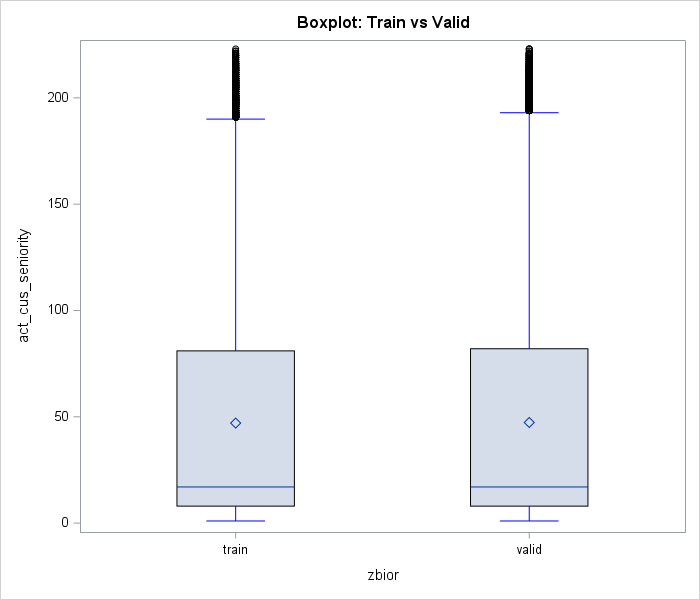 Boxplot: Train vs Valid
200
150
100
50
0
act_cus_seniority
train
valid
zbior